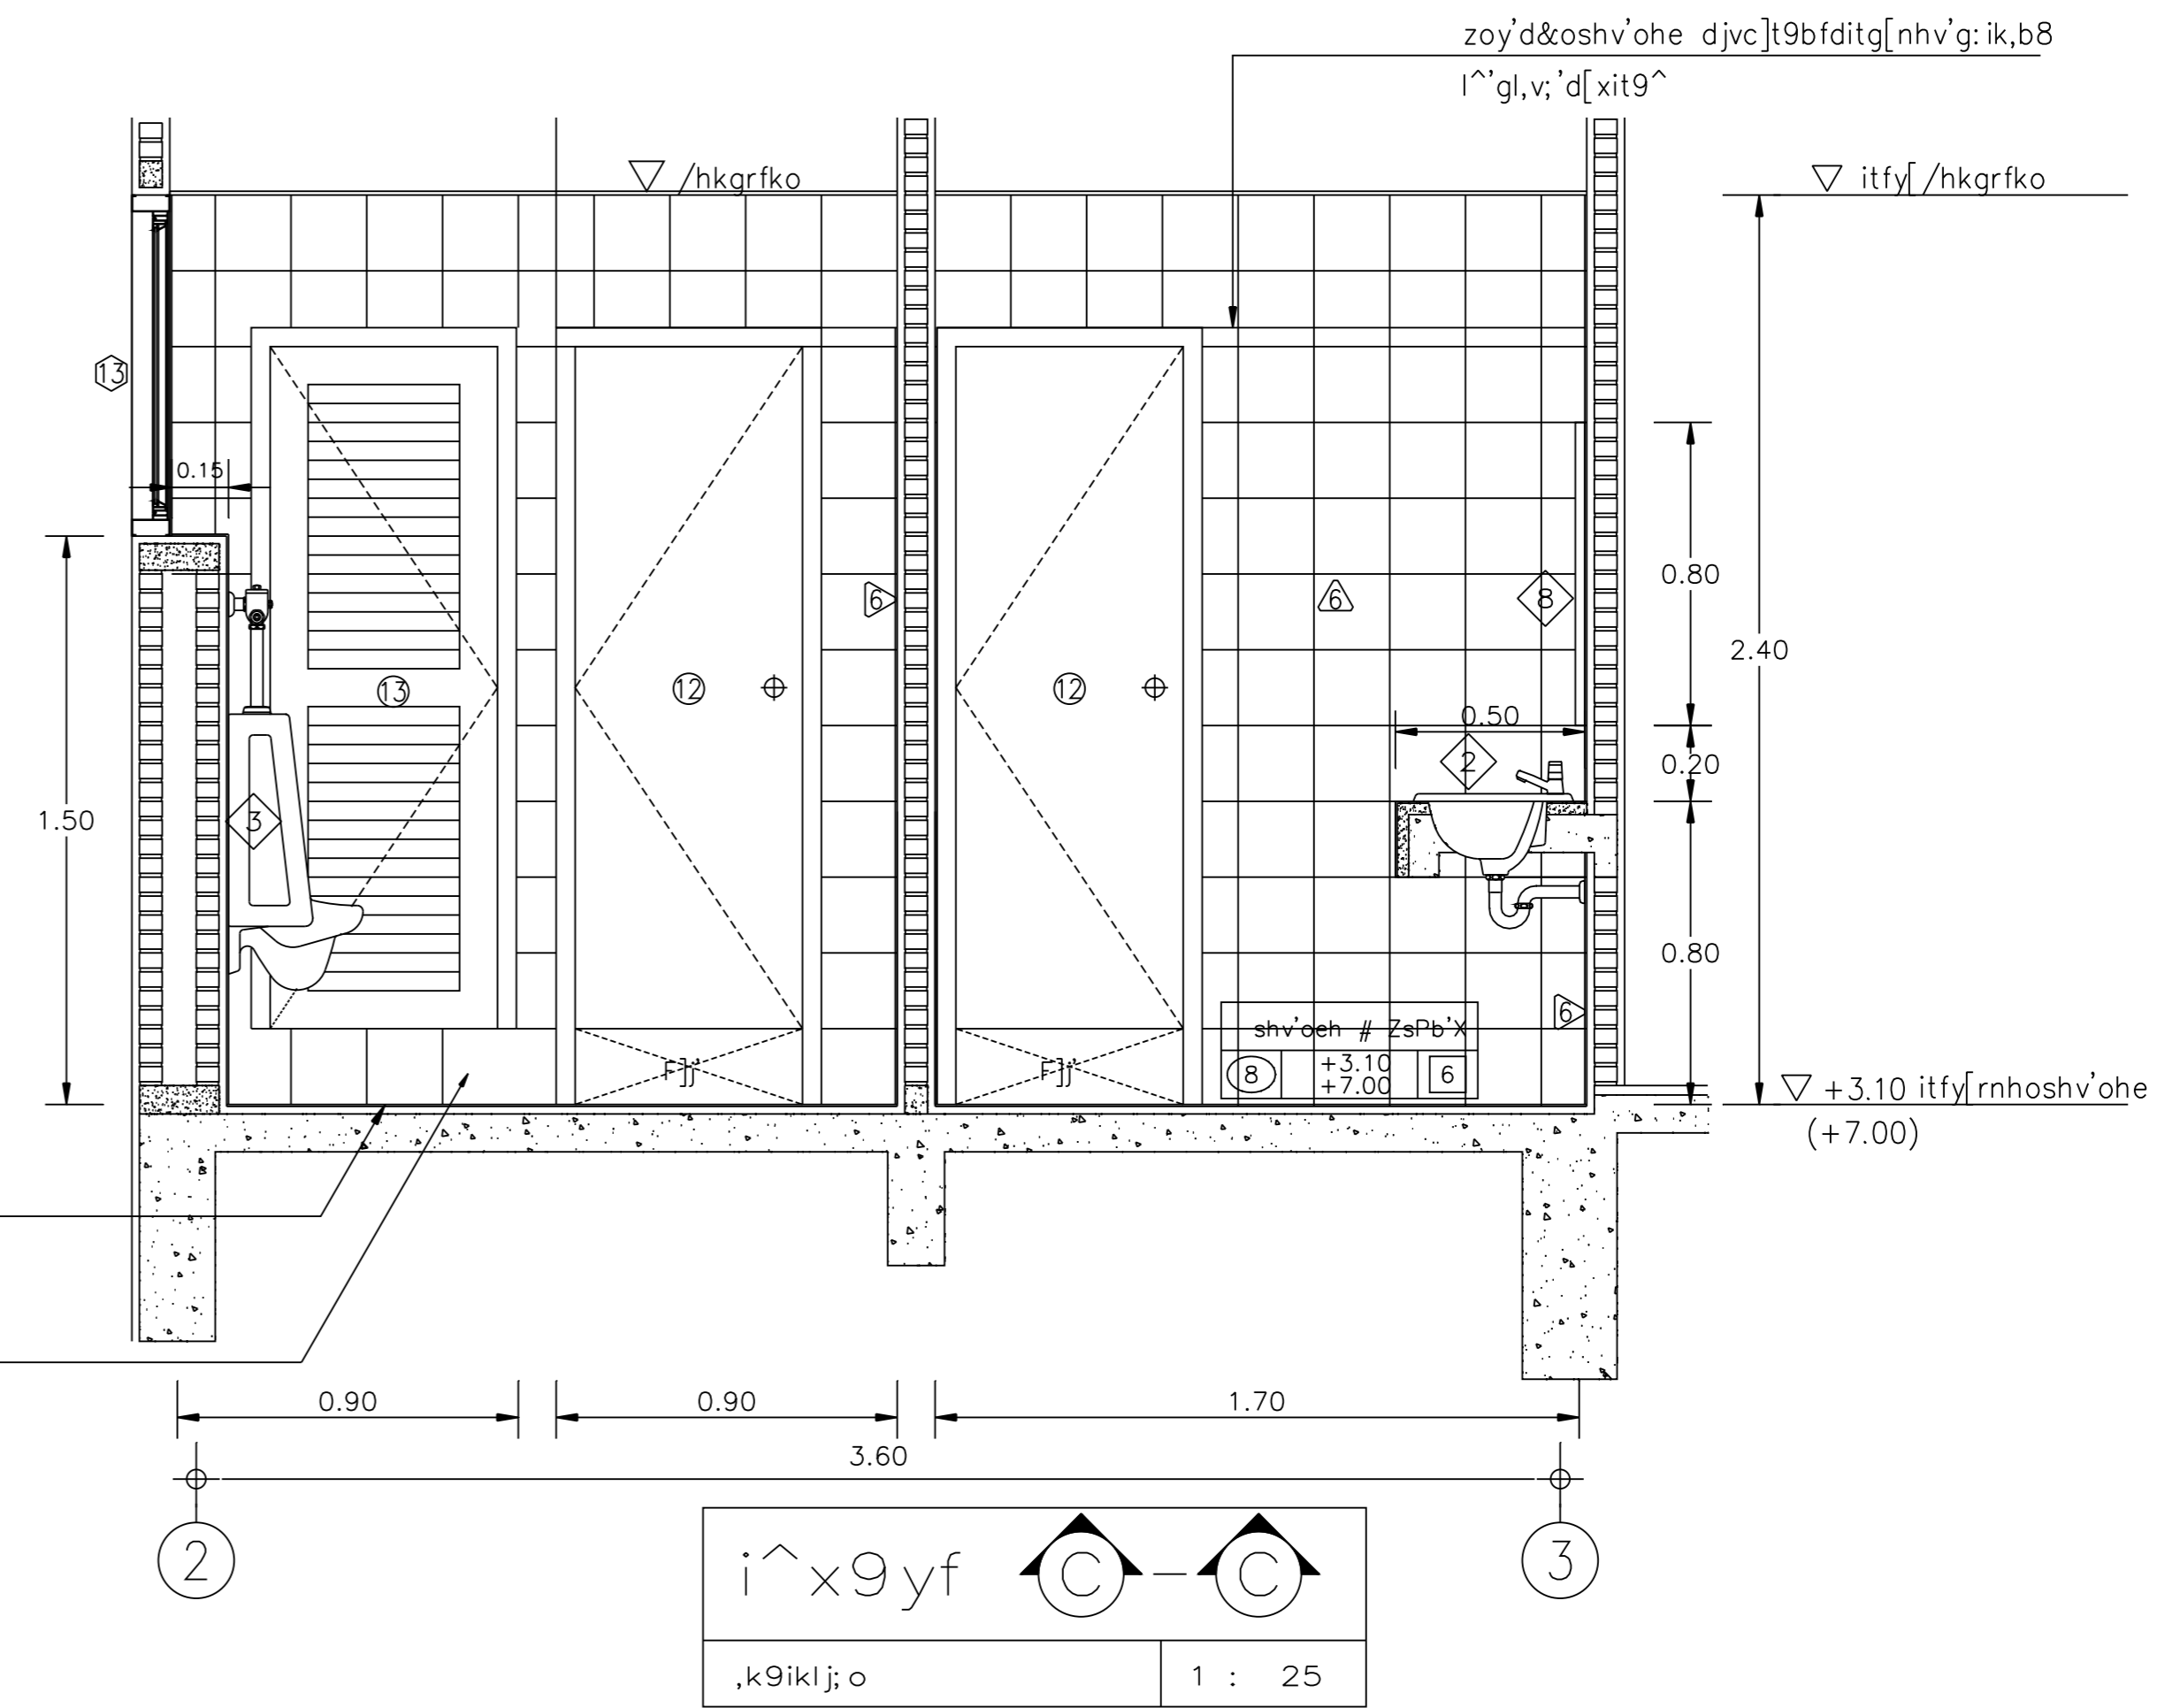 zoy'd&oshv'ohe djvc]t9bfditg[nhv'g:ik,b8
l^'gl,v;'d[xit9^
/hkgrfko
itfy[/hkgrfko
13
0.15
0.80
6
6
8
2.40
13
12
12
0.50
2
0.20
1.50
3
0.80
6
shv'oeh # ZsPb'X
F]j'
F]j'
8
+3.10
+7.00
6
+3.10 itfy[rnhoshv'ohe
(+7.00)
0.90
0.90
1.70
3.60
2
3
i^x9yf C-C
,k9iklj;o
1 : 25